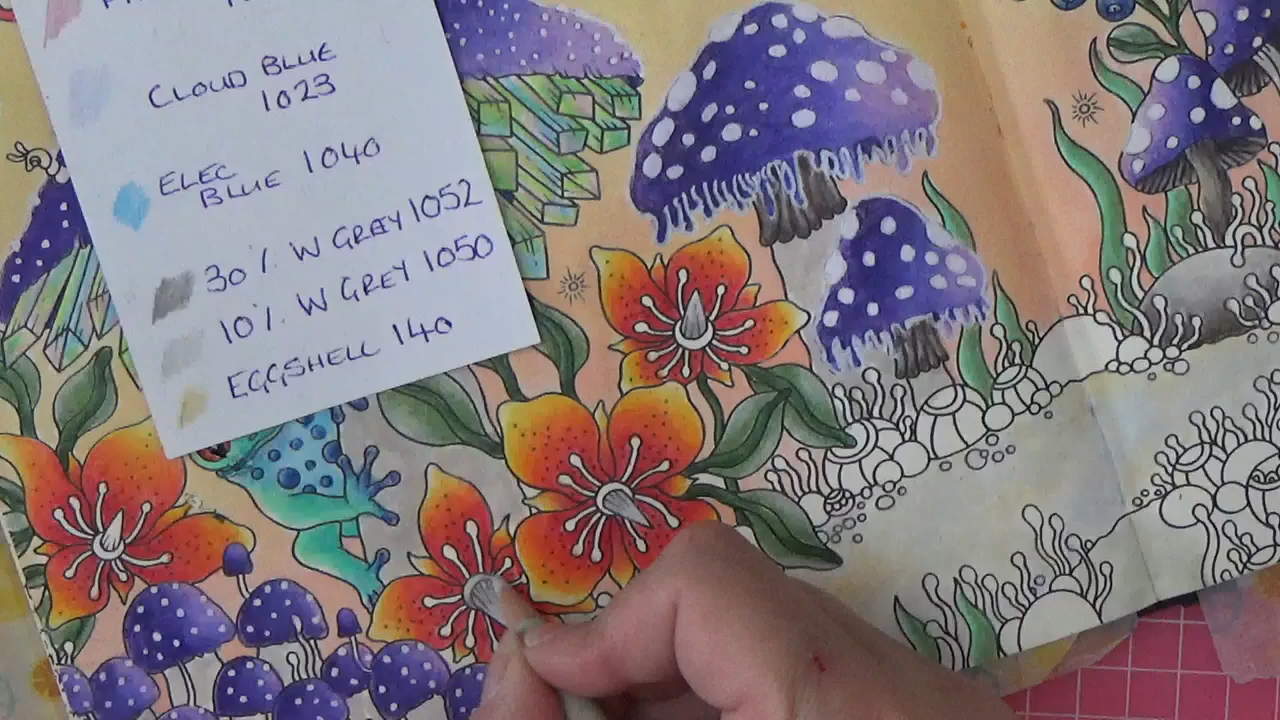 CLOUD BLUE
1023
ELEC
BLUE 1040
30%. W GREY 1052
10%. W GREY 1050
EGGSHELL 140